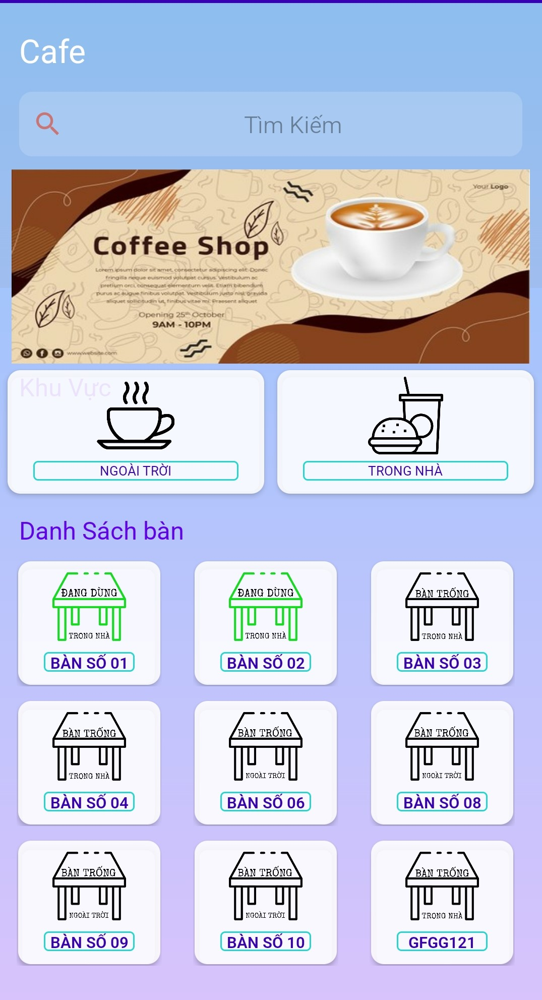 Cafe
Tìm Kiếm
Your Logo
Coffee Shop
Lorem ipsum dolor sit amet, consectetur adipiscing elit. Donec
fringilla neque euismod volutpat cursus. Vestibulum ac
pretium orci, consequat elementum velit. Etiam bibendum
purus ac augue finibus volutpat. Vestibulum justo nisl, gravida
aliquet sollicitudin ut, finibus vitae mi. Praesent aliquet
Opening 25th October
9AM - 10PM
www.website.com
Khu Vực
NGOÀI TRỜI
TRONG NHÀ
Danh Sách bàn
ĐANG DÙNG
TRONG NHÀ
BÀN SỐ 01
ĐANG DÙNG
TRONG NHÀ
BÀN SỐ 02
BÀN TRỐNG
TRONG NHÀ
BÀN SỐ 03
BÀN TRỐNG
TRONG NHÀ
BÀN SỐ 04
BÀN TRỐNG
NGOÀI TRỜI
BÀN SỐ 06
BÀN TRỐNG
NGOÀI TRỜI
BÀN SỐ 08
BÀN TRỐNG
NGOÀI TRỜI
BÀN SỐ 09
BÀN TRỐNG
NGOÀI TRỜI
BÀN SỐ 10
BÀN TRỐNG
TRONG NHÀ
GFGG121